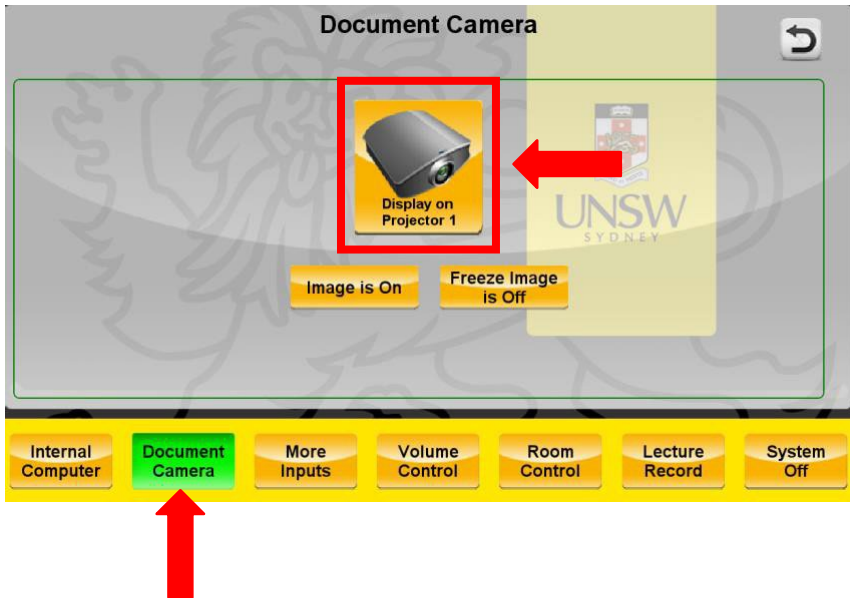 Document Camera
Display on
Projector 1
UNSW
SYDNEY
Image is On
Freeze Image
is Off
Internal
Computer
Document
Camera
More
Inputs
Volume
Control
Room
Control
Lecture
Record
System
Off